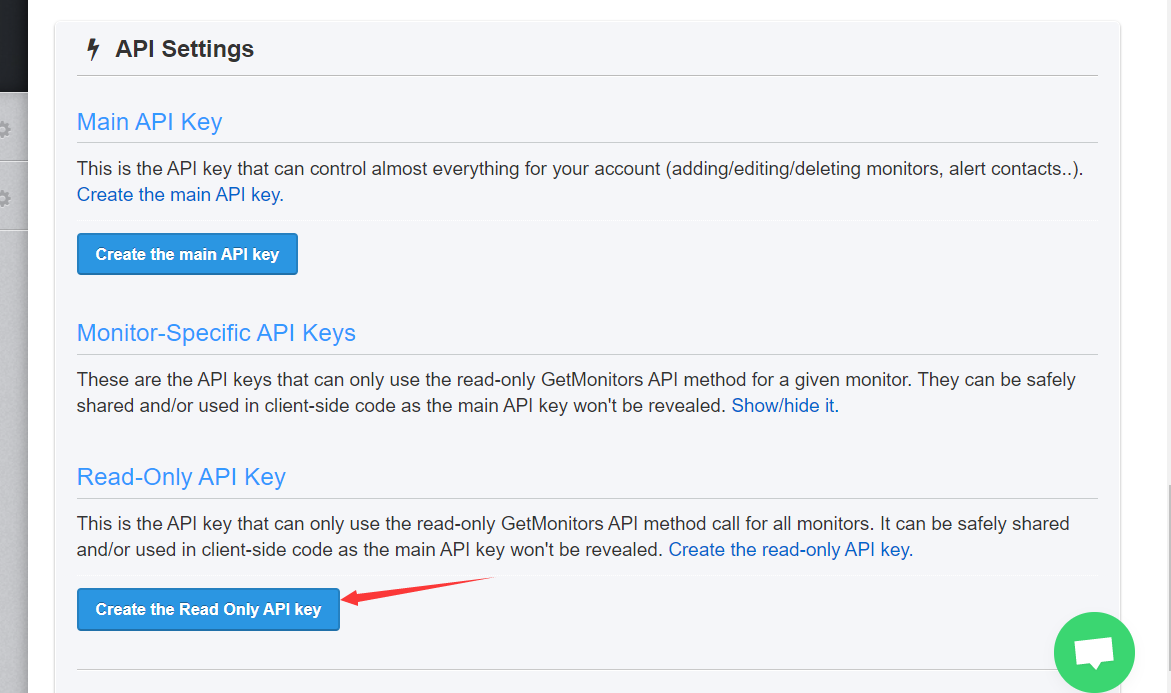 API Settings
Main API Key
This is the API key that can control almost everything for your account (adding/editing/deleting monitors, alert contacts..).
Create the main API key.
Create the main API key
Monitor-Specific API Keys
These are the API keys that can only use the read-only GetMonitors API method for a given monitor. They can be safely
shared and/or used in client-side code as the main API key won't be revealed. Show/hide it.
Read-Only API Key
This is the API key that can only use the read-only GetMonitors API method call for all monitors. It can be safely shared
and/or used in client-side code as the main API key won't be revealed. Create the read-only API key.
Create the Read Only API key